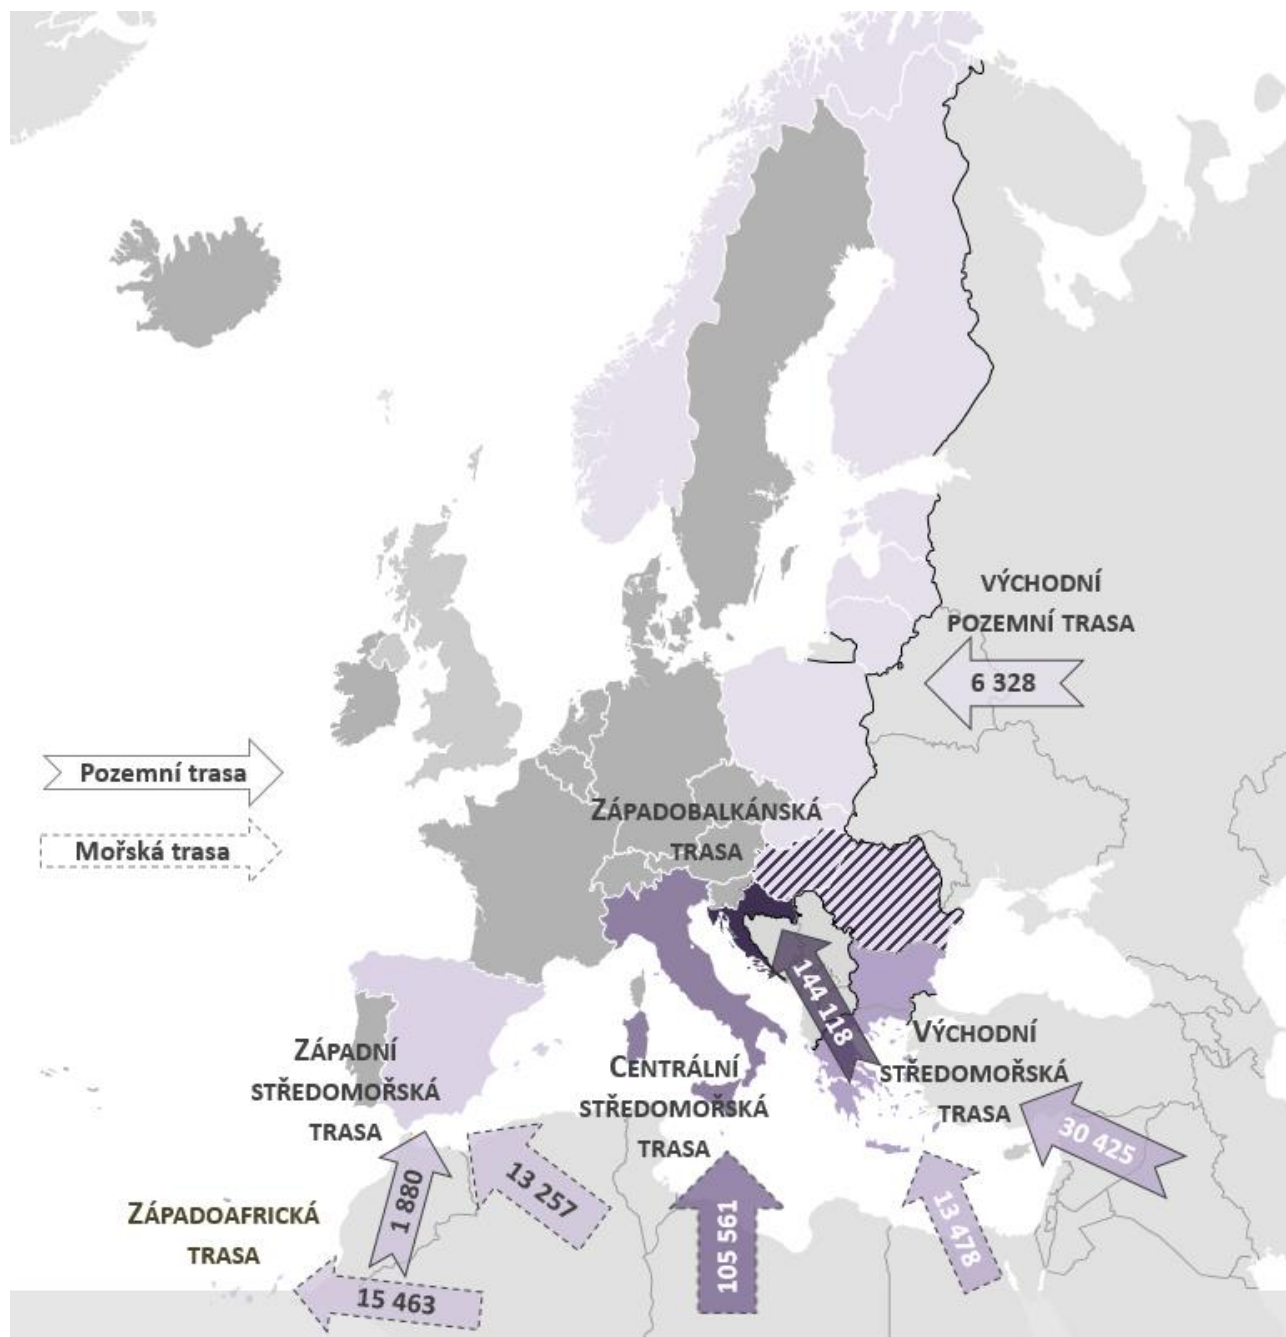 VÝCHODNÍ
POZEMNÍ TRASA
6 328
Pozemní trasa
Mořská trasa
ZÁPADOBALKÁNSKÁ
TRASA
144 118
ZÁPADNÍ
STŘEDOMOŘSKÁ
TRASA
CENTRÁLNÍ
STŘEDOMOŘSKÁ
TRASA
VÝCHODNÍ
STŘEDOMOŘSKÁ
TRASA
30 425
13 257
1 880
105 561
13 478
ZÁPADOAFRICKÁ
TRASA
15 463